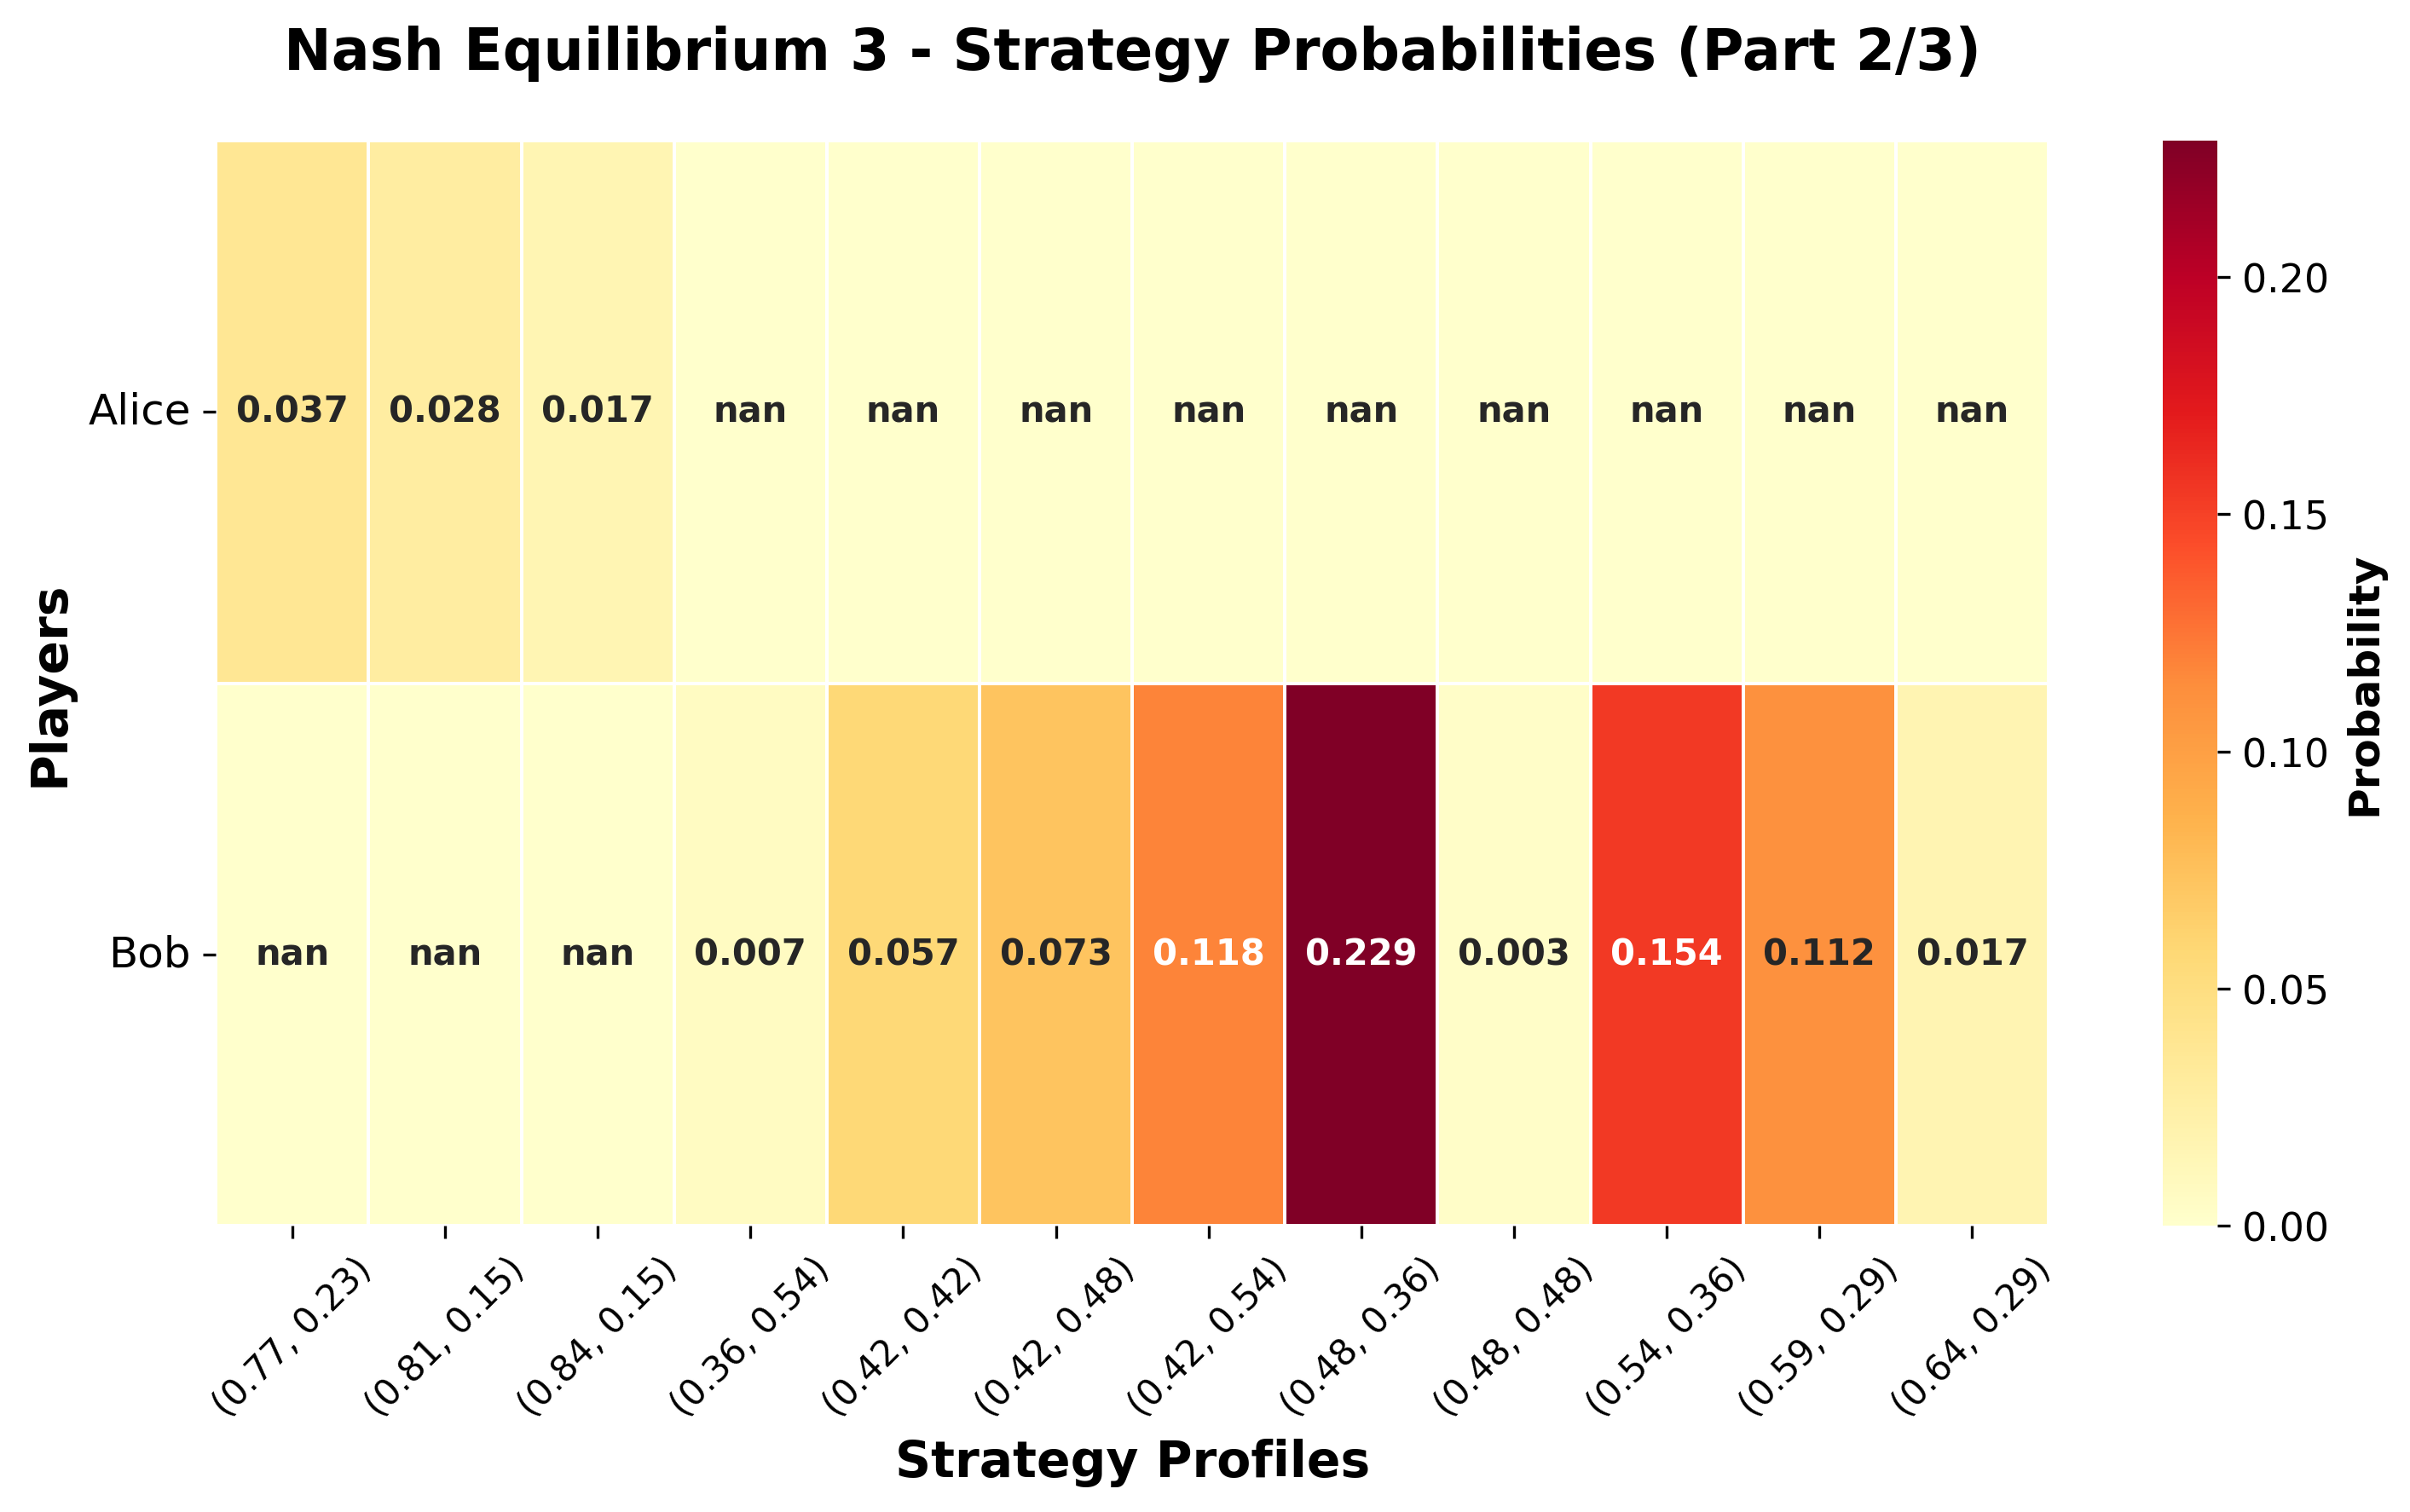 Nash Equilibrium 3 - Strategy Probabilities (Part 2/3)
Players
Alice
0.037 0.028 0.017 nan nan nan nan nan nan nan nan nan
Bob
nan nan nan 0.007 0.057 0.073 0.118 0.229 0.003 0.154 0.112 0.017
(0.77, 0.23)
(0.81, 0.15)
(0.84, 0.15)
(0.36, 0.54)
(0.42, 0.42)
(0.42, 0.48)
(0.42, 0.54)
(0.48, 0.36)
(0.48, 0.48)
(0.54, 0.36)
(0.59, 0.29)
(0.64, 0.29)
Strategy Profiles
0.20
0.15
0.10
0.05
0.00
Probability